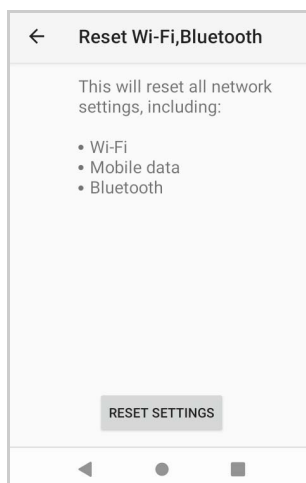 Reset Wi-Fi,Bluetooth
This will reset all network
settings, including:
• Wi-Fi
• Mobile data
• Bluetooth
RESET SETTINGS